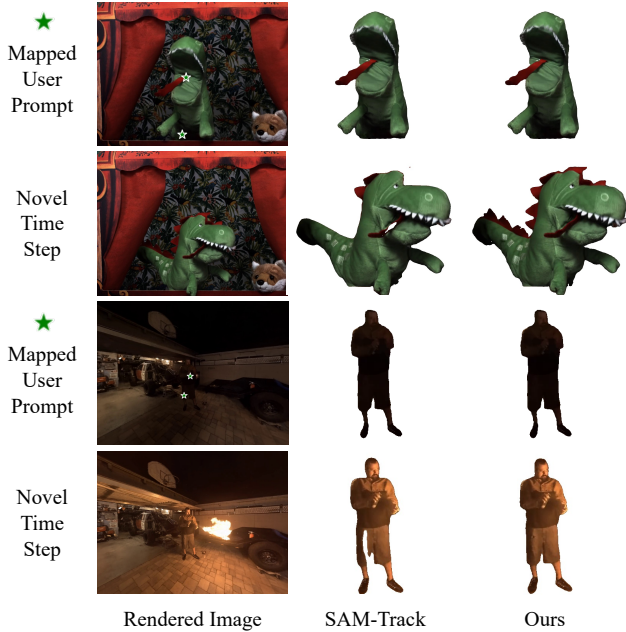 Mapped
User
Prompt
Novel
Time
Step
Mapped
User
Prompt
Novel
Time
Step
Rendered Image
SAM-Track
Ours